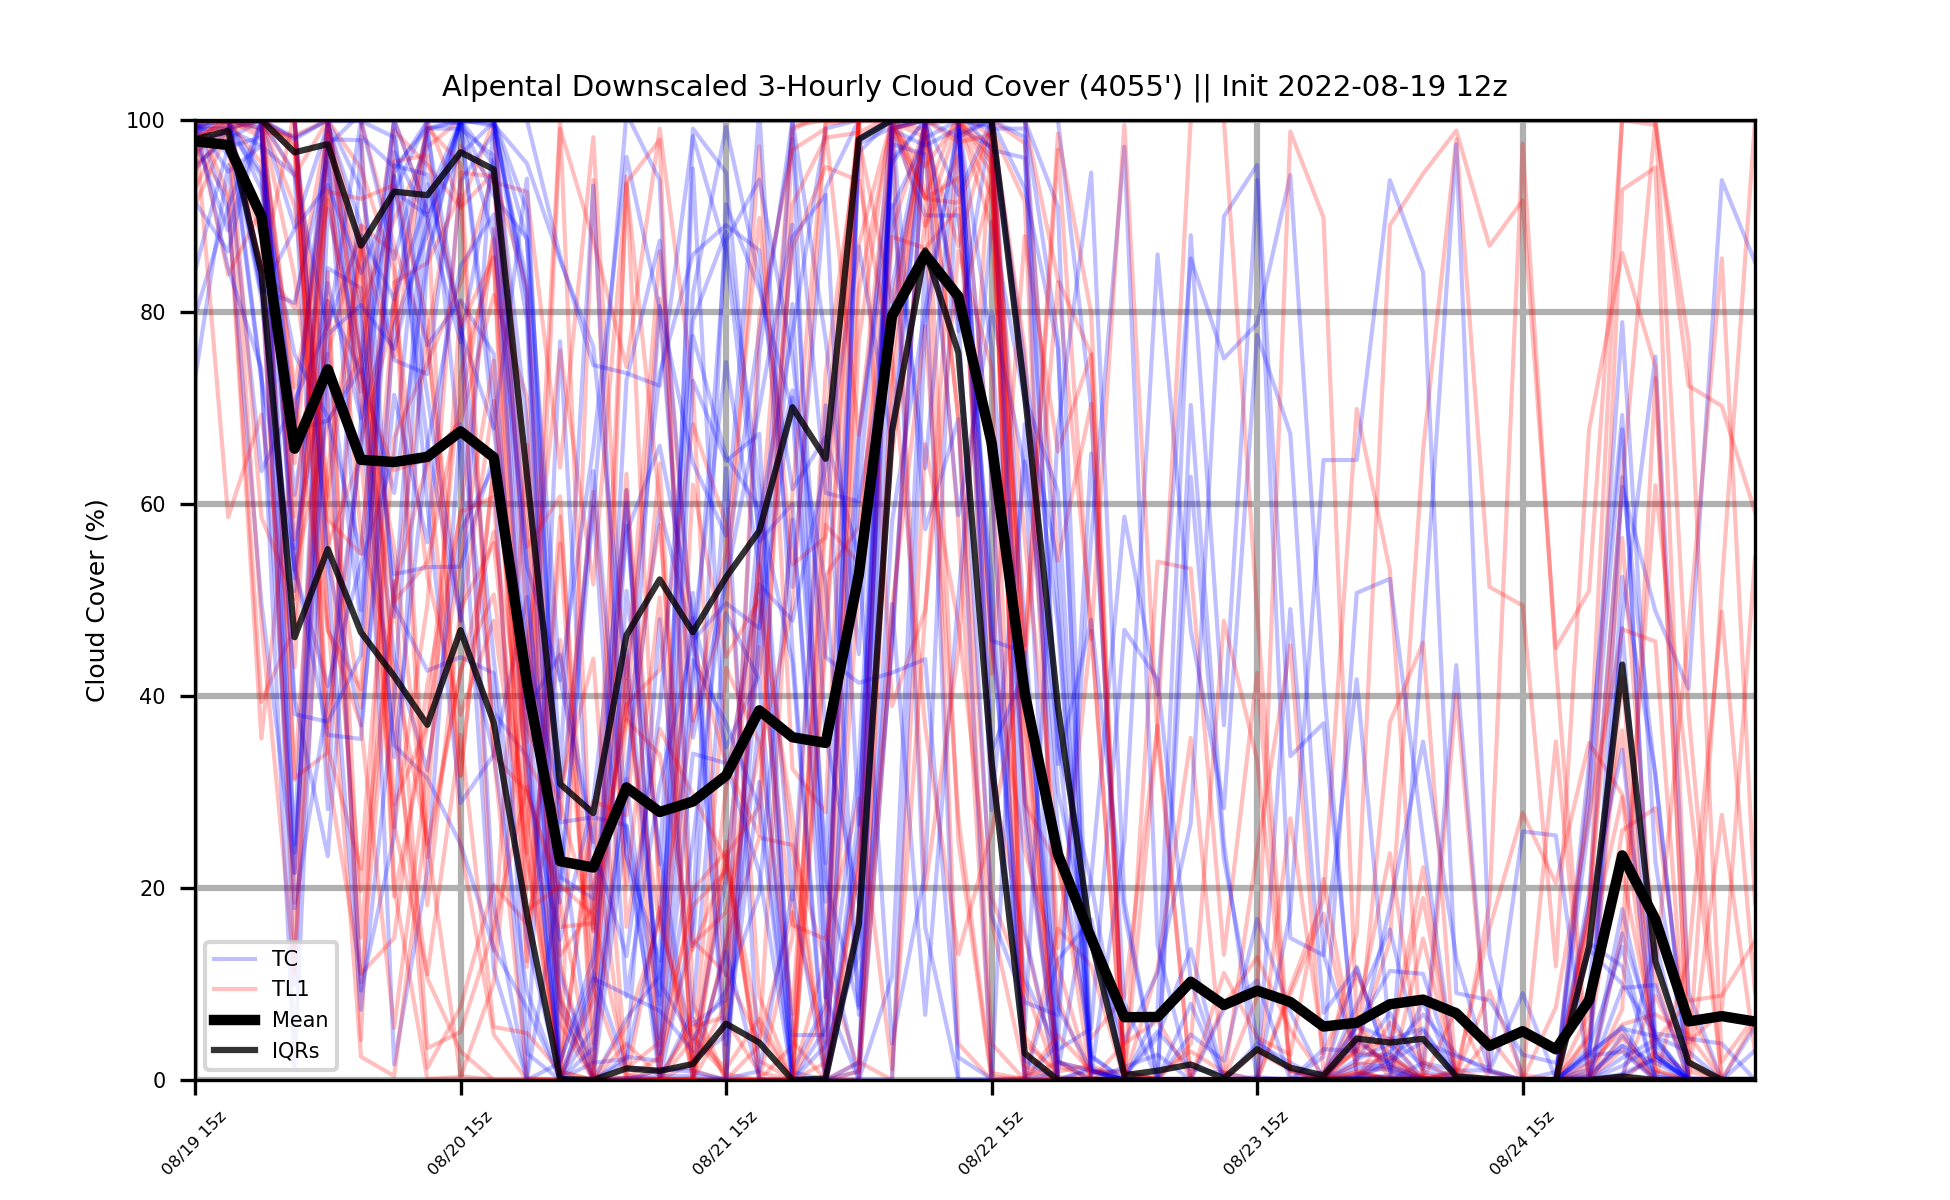 Alpental Downscaled 3-Hourly Cloud Cover (4055') || Init 2022-08-19 12z
Cloud Cover (%)
100
80
60
40
20
0
TC
TL1
Mean
IQRs
08/19 15z
08/20 15z
08/21 15z
08/22 15z
08/23 15z
08/24 15z